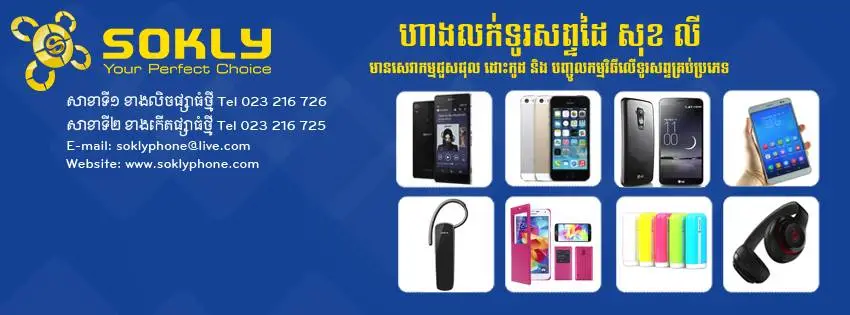 SOKLY
Your Perfect Choice
ហាងលក់ទូរសព្ទដៃ សុខ លី
មានសេវាកម្មជួសជុល ដោះកូដ និង បញ្ចូលកម្មវិធីលើទូរសព្ទគ្រប់ប្រភេទ
សាខាទី១ ខាងលិចផ្សាធំថ្មី Tel 023 216 726
សាខាទី២ ខាងកើតផ្សាធំថ្មី Tel 023 216 725
E-mail: soklyphone@live.com
Website: www.soklyphone.com